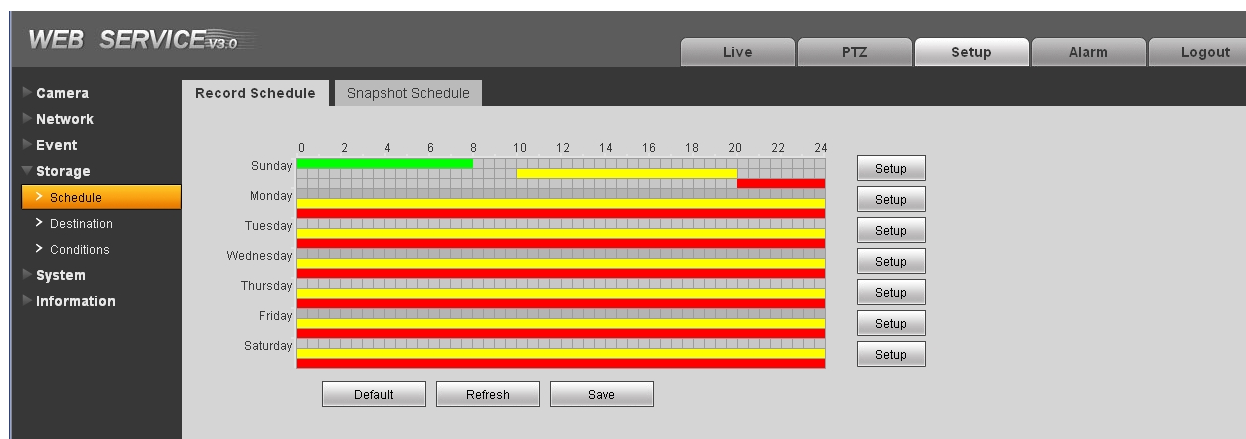 WEB SERVICE V3.0
Live PTZ Setup Alarm Logout
Camera
Network
Event
Storage
> Schedule
> Destination
> Conditions
System
Information
Record Schedule Snapshot Schedule
0 2 4 6 8 10 12 14 16 18 20 22 24
Sunday Setup
Monday Setup
Tuesday Setup
Wednesday Setup
Thursday Setup
Friday Setup
Saturday Setup
Default Refresh Save